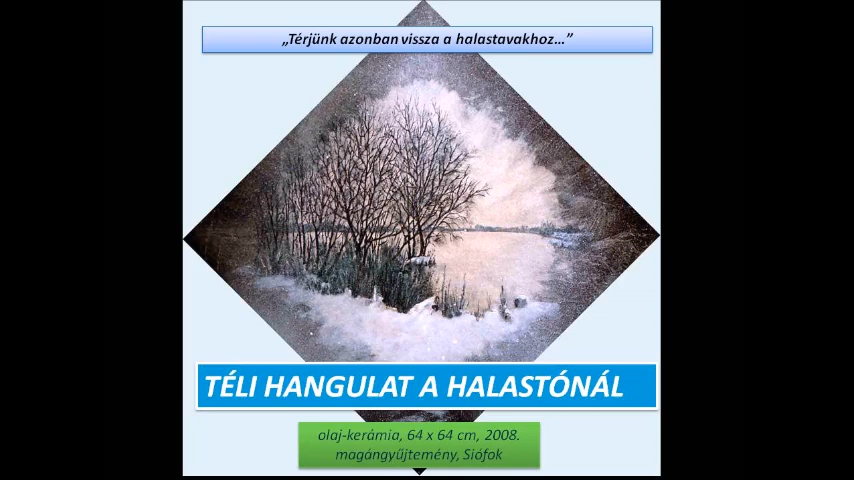 „Térjünk azonban vissza a halastavakhoz...”
TÉLI HANGULAT A HALASTÓNÁL
olaj-kerámia, 64 x 64 cm, 2008.
magángyűjtemény, Siófok